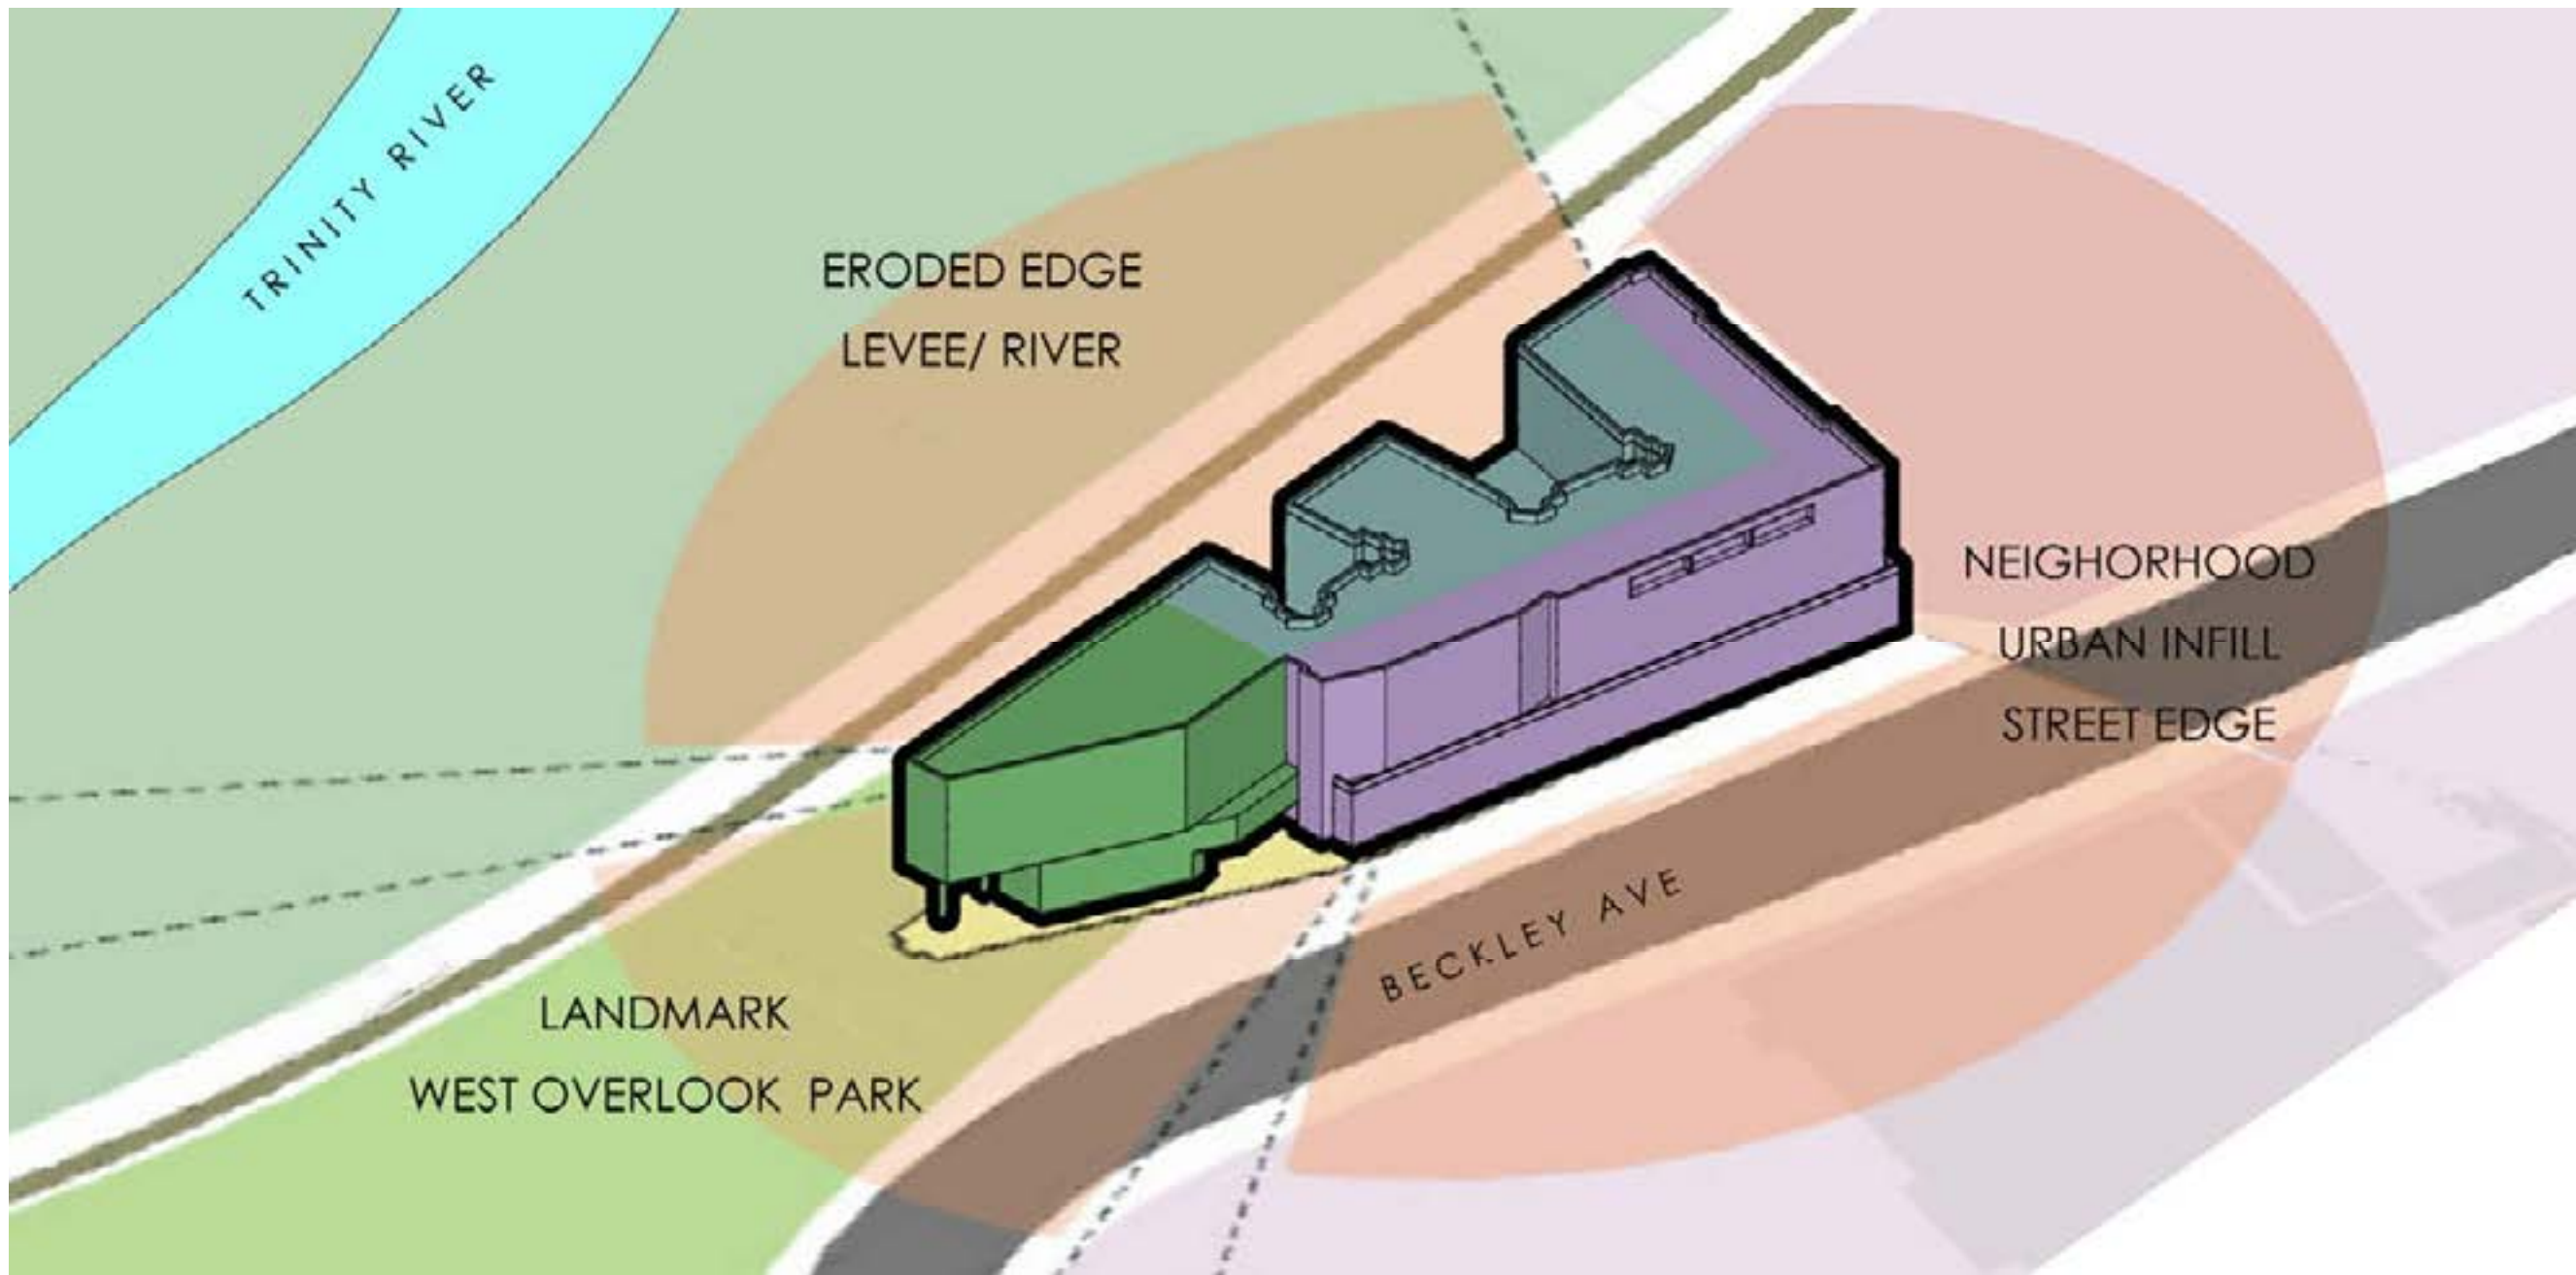 TRINITY RIVER
ERODED EDGE
LEVEE/ RIVER
NEIGHORHOOD
URBAN INFILL
STREET EDGE
BECKLEY AVE
LANDMARK
WEST OVERLOOK PARK